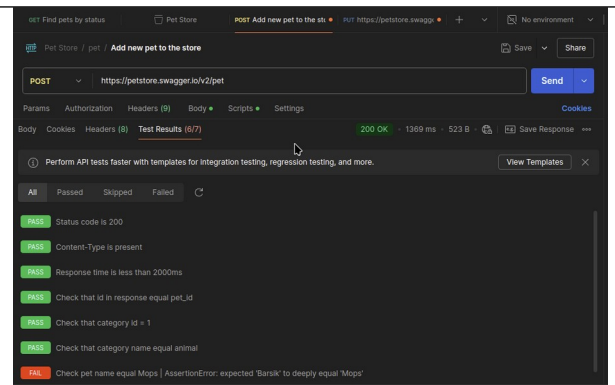 GET Find pets by status Pet Store POST Add new pet to the sto PUT https://petstore.swagge No environment
Pet Store / pet / Add new pet to the store Save Share
POST https://petstore.swagger.io/v2/pet Send
Params Authorization Headers (9) Body Scripts Settings Cookies
Body Cookies Headers (8) Test Results (6/7) 200 OK 1369 ms 523 B Save Response
Perform API tests faster with templates for integration testing, regression testing, and more. View Templates
All Passed Skipped Failed
PASS Status code is 200
PASS Content-Type is present
PASS Response time is less than 2000ms
PASS Check that id in response equal pet_id
PASS Check that category id = 1
PASS Check that category name equal animal
FAIL Check pet name equal Mops | AssertionError: expected 'Barsik' to deeply equal 'Mops'